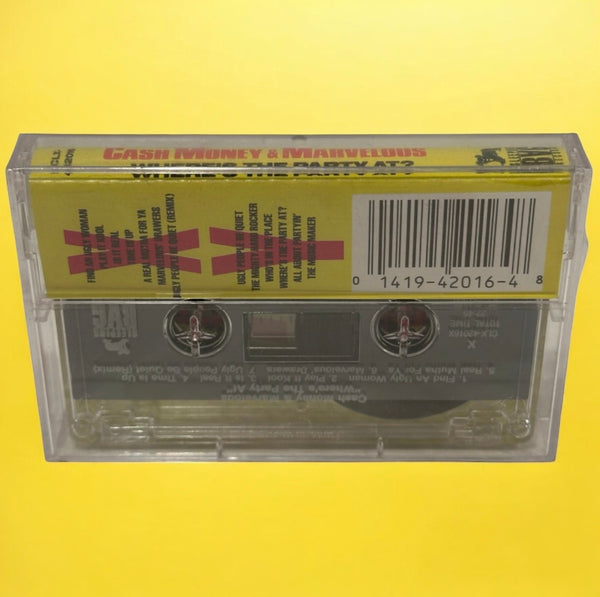 CASH MONEY & MARVELOUS
WHERE'S THE PARTY AT?
FIND AN UGLY WOMAN
PLAY IT KOOL
IS IT REAL
TIME IS UP
A REAL MUTHA FOR YA
MARVELOUS' DRAWERS
UGLY PEOPLE BE QUIET (REMIX)
UGLY PEOPLE BE QUIET
THE MIGHTY HARD ROCKER
WHO'S IN THE PLACE
WHERE'S THE PARTY AT?
ALL ABOUT PARTYIN'
THE MUSIC MAKER
0 1419-42016-4 8
Cash Money & Marvelous
"Where's The Party At"
1. Find An Ugly Woman 2. Play It Kool 3. Is It Real 4. Time Is Up
5. Real Mutha For Ya 6. Marvelous' Drawers 7. Ugly People Be Quiet (Remix)
X
CLX-42016X
TOTAL TIME